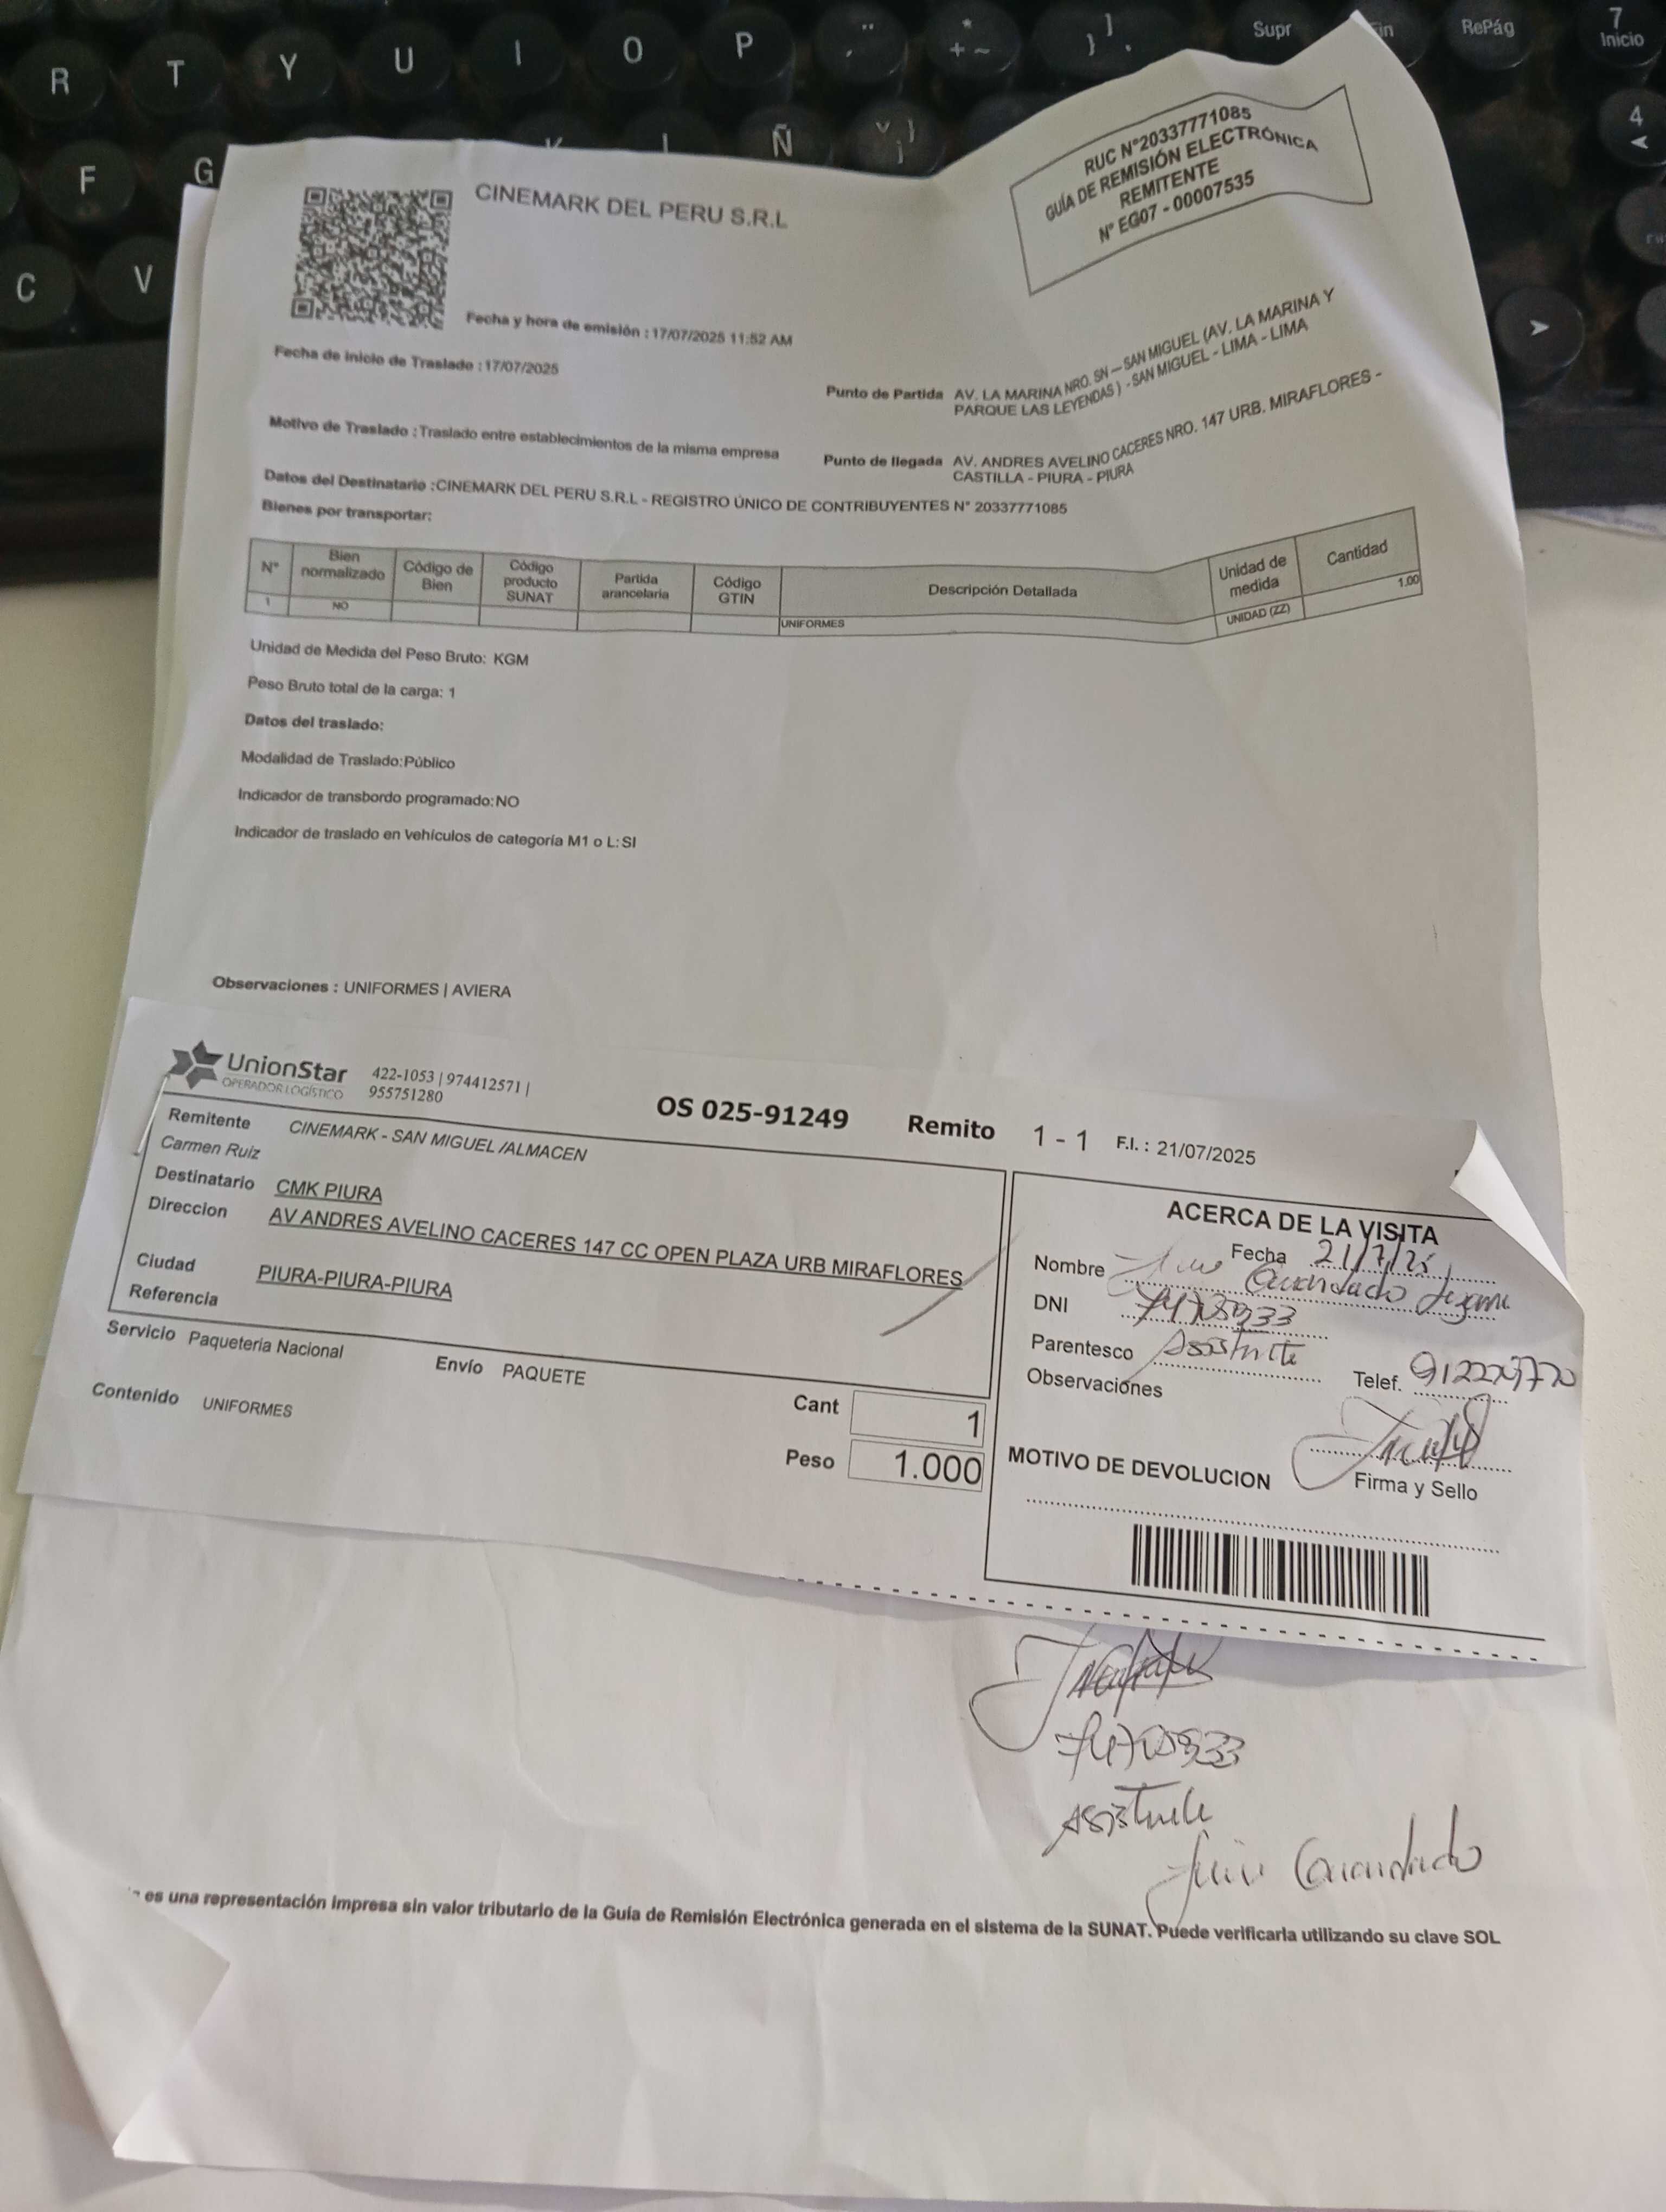 CINEMARK DEL PERU S.R.L
RUC N°20337771085
GUÍA DE REMISIÓN ELECTRÓNICA
REMITENTE
N° EG07 - 00007535
Fecha y hora de emisión : 17/07/2025 11:52 AM
Fecha de inicio de Traslado : 17/07/2025
Punto de Partida AV. LA MARINA NRO. SN – SAN MIGUEL (AV. LA MARINA Y
PARQUE LAS LEYENDAS ) - SAN MIGUEL - LIMA - LIMA
Motivo de Traslado : Traslado entre establecimientos de la misma empresa
Punto de llegada AV. ANDRES AVELINO CACERES NRO. 147 URB. MIRAFLORES -
CASTILLA - PIURA - PIURA
Datos del Destinatario :CINEMARK DEL PERU S.R.L - REGISTRO ÚNICO DE CONTRIBUYENTES N° 20337771085
Bienes por transportar:
N° Bien normalizado Código de Bien Código producto SUNAT Partida arancelaria Código GTIN Descripción Detallada Unidad de medida Cantidad
1 NO UNIFORMES UNIDAD (ZZ) 1.00
Unidad de Medida del Peso Bruto: KGM
Peso Bruto total de la carga: 1
Datos del traslado:
Modalidad de Traslado:Público
Indicador de transbordo programado:NO
Indicador de traslado en Vehículos de categoría M1 o L: SI
Observaciones : UNIFORMES | AVIERA
UnionStar
OPERADOR LOGÍSTICO
422-1053 | 974412571 |
955751280
OS 025-91249 Remito 1 - 1 F.I. : 21/07/2025
Remitente CINEMARK - SAN MIGUEL /ALMACEN
Carmen Ruiz
Destinatario CMK PIURA
Direccion AV ANDRES AVELINO CACERES 147 CC OPEN PLAZA URB MIRAFLORES
Ciudad PIURA-PIURA-PIURA
Referencia
Servicio Paqueteria Nacional
Envío PAQUETE
Contenido UNIFORMES
Cant 1
Peso 1.000
ACERCA DE LA VISITA
Fecha 21/7/25
Nombre
DNI
Parentesco Asistente
Telef.
Observaciones
Firma y Sello
MOTIVO DE DEVOLUCION
Asistente
es una representación impresa sin valor tributario de la Guía de Remisión Electrónica generada en el sistema de la SUNAT. Puede verificarla utilizando su clave SOL
R T Y U I O P
Supr
RePág
7
Inicio
F G Ñ
4
C V